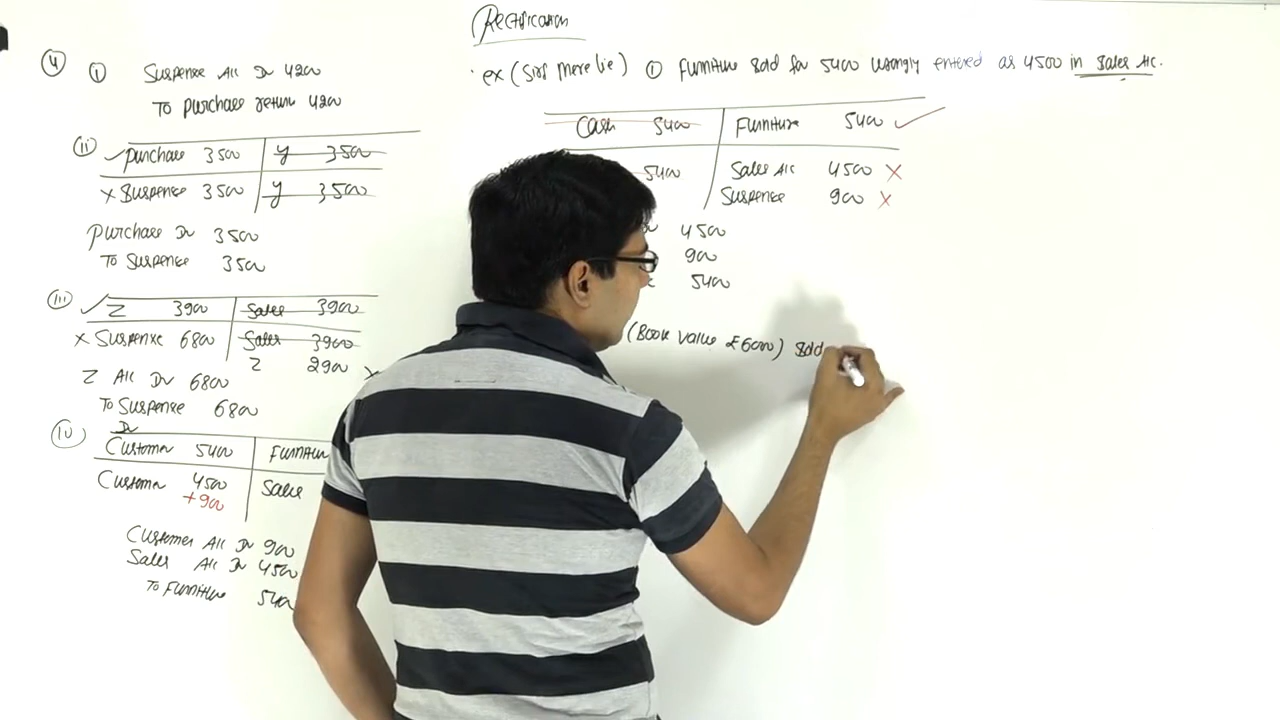 Rectification
4 i Suspense A/c Dr 4200
To Purchase return 4200
ii Purchase 3500 y 3500
x Suspense 3500 y 3500
Purchase Dr 3500
To Suspense 3500
iii Z 3900 Sales 3900
x Suspense 6800 Sales 3900
Z 2900 x
Z A/c Dr 6800
To Suspense 6800
iv Dr
Customer 5400 Furniture
Customer 4500 Sales
+900
Customer A/c Dr 900
Sales A/c Dr 4500
To Furniture 5400
ex (Sirf mere lie) 1 Furniture Sold for 5400 wrongly entered as 4500 in Sales A/c.
Cash 5400 Furniture 5400
5400 Sales A/c 4500 x
Suspense 900 x
4500
900
5400
(Book value ₹6000) Sold